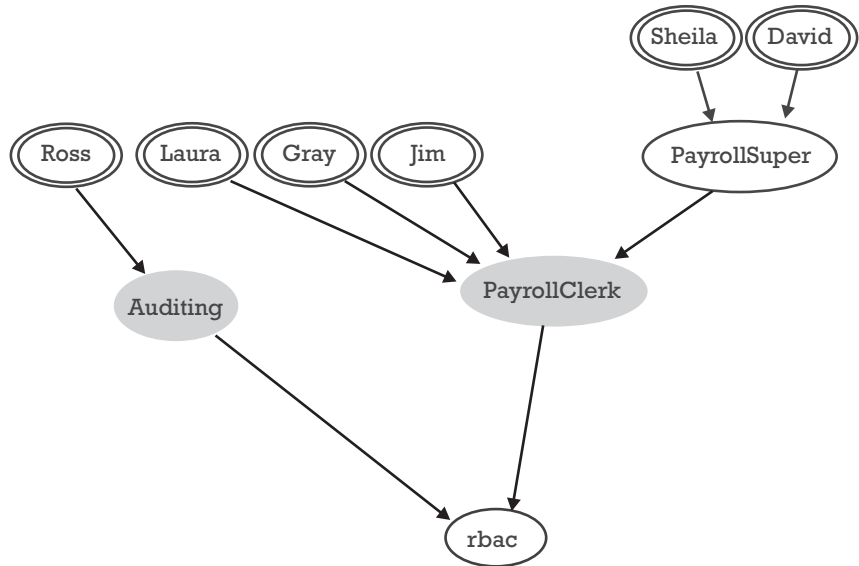 Sheila
David
Ross
Laura
Gray
Jim
PayrollSuper
PayrollClerk
Auditing
rbac